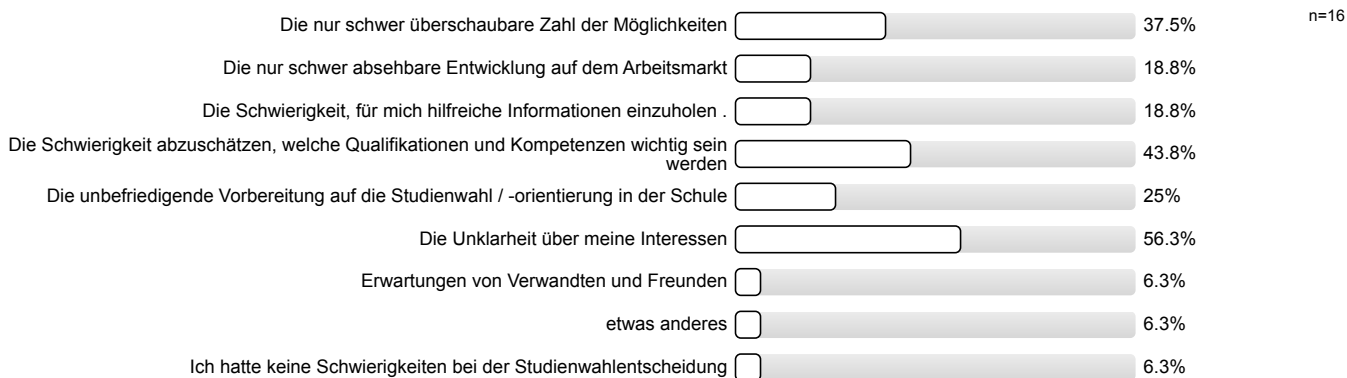 Die nur schwer überschaubare Zahl der Möglichkeiten 37.5% n=16
Die nur schwer absehbare Entwicklung auf dem Arbeitsmarkt 18.8%
Die Schwierigkeit, für mich hilfreiche Informationen einzuholen . 18.8%
Die Schwierigkeit abzuschätzen, welche Qualifikationen und Kompetenzen wichtig sein
werden 43.8%
Die unbefriedigende Vorbereitung auf die Studienwahl / -orientierung in der Schule 25%
Die Unklarheit über meine Interessen 56.3%
Erwartungen von Verwandten und Freunden 6.3%
etwas anderes 6.3%
Ich hatte keine Schwierigkeiten bei der Studienwahlentscheidung 6.3%